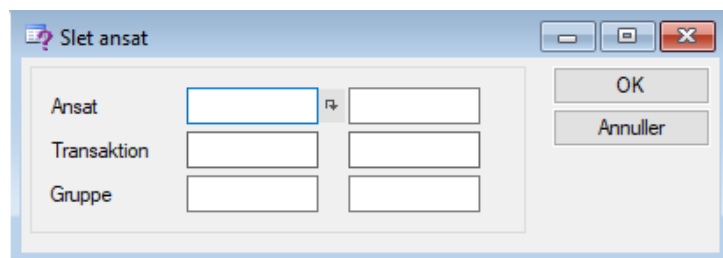 Slet ansat
Ansat
Transaktion
Gruppe
OK
Annuller